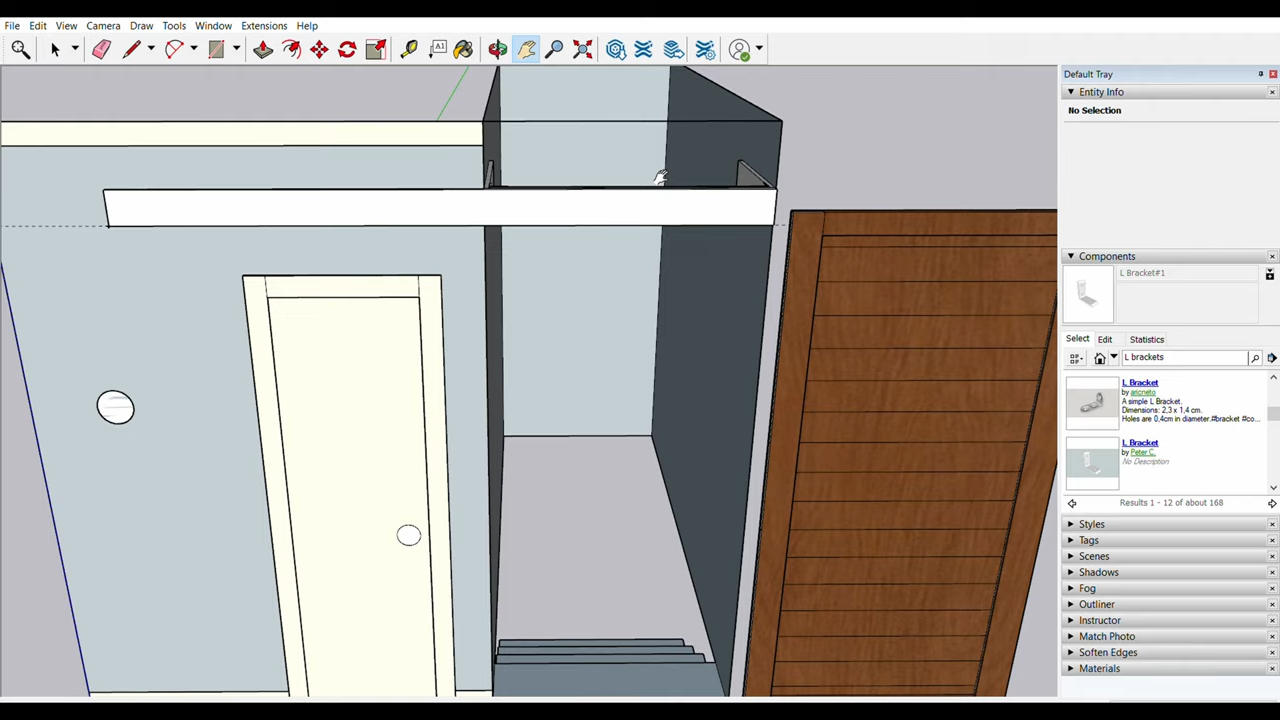 File Edit View Camera Draw Tools Window Extensions Help
A1
Default Tray
Entity Info
No Selection
Components
L Bracket#1
Select Edit Statistics
L brackets
L Bracket
by aricneto
A simple L Bracket.
Dimensions: 2,3 x 1,4 cm.
Holes are 0,4cm in diameter.#bracket #co...
L Bracket
by Peter C.
No Description
Results 1 - 12 of about 168
Styles
Tags
Scenes
Shadows
Fog
Outliner
Instructor
Match Photo
Soften Edges
Materials